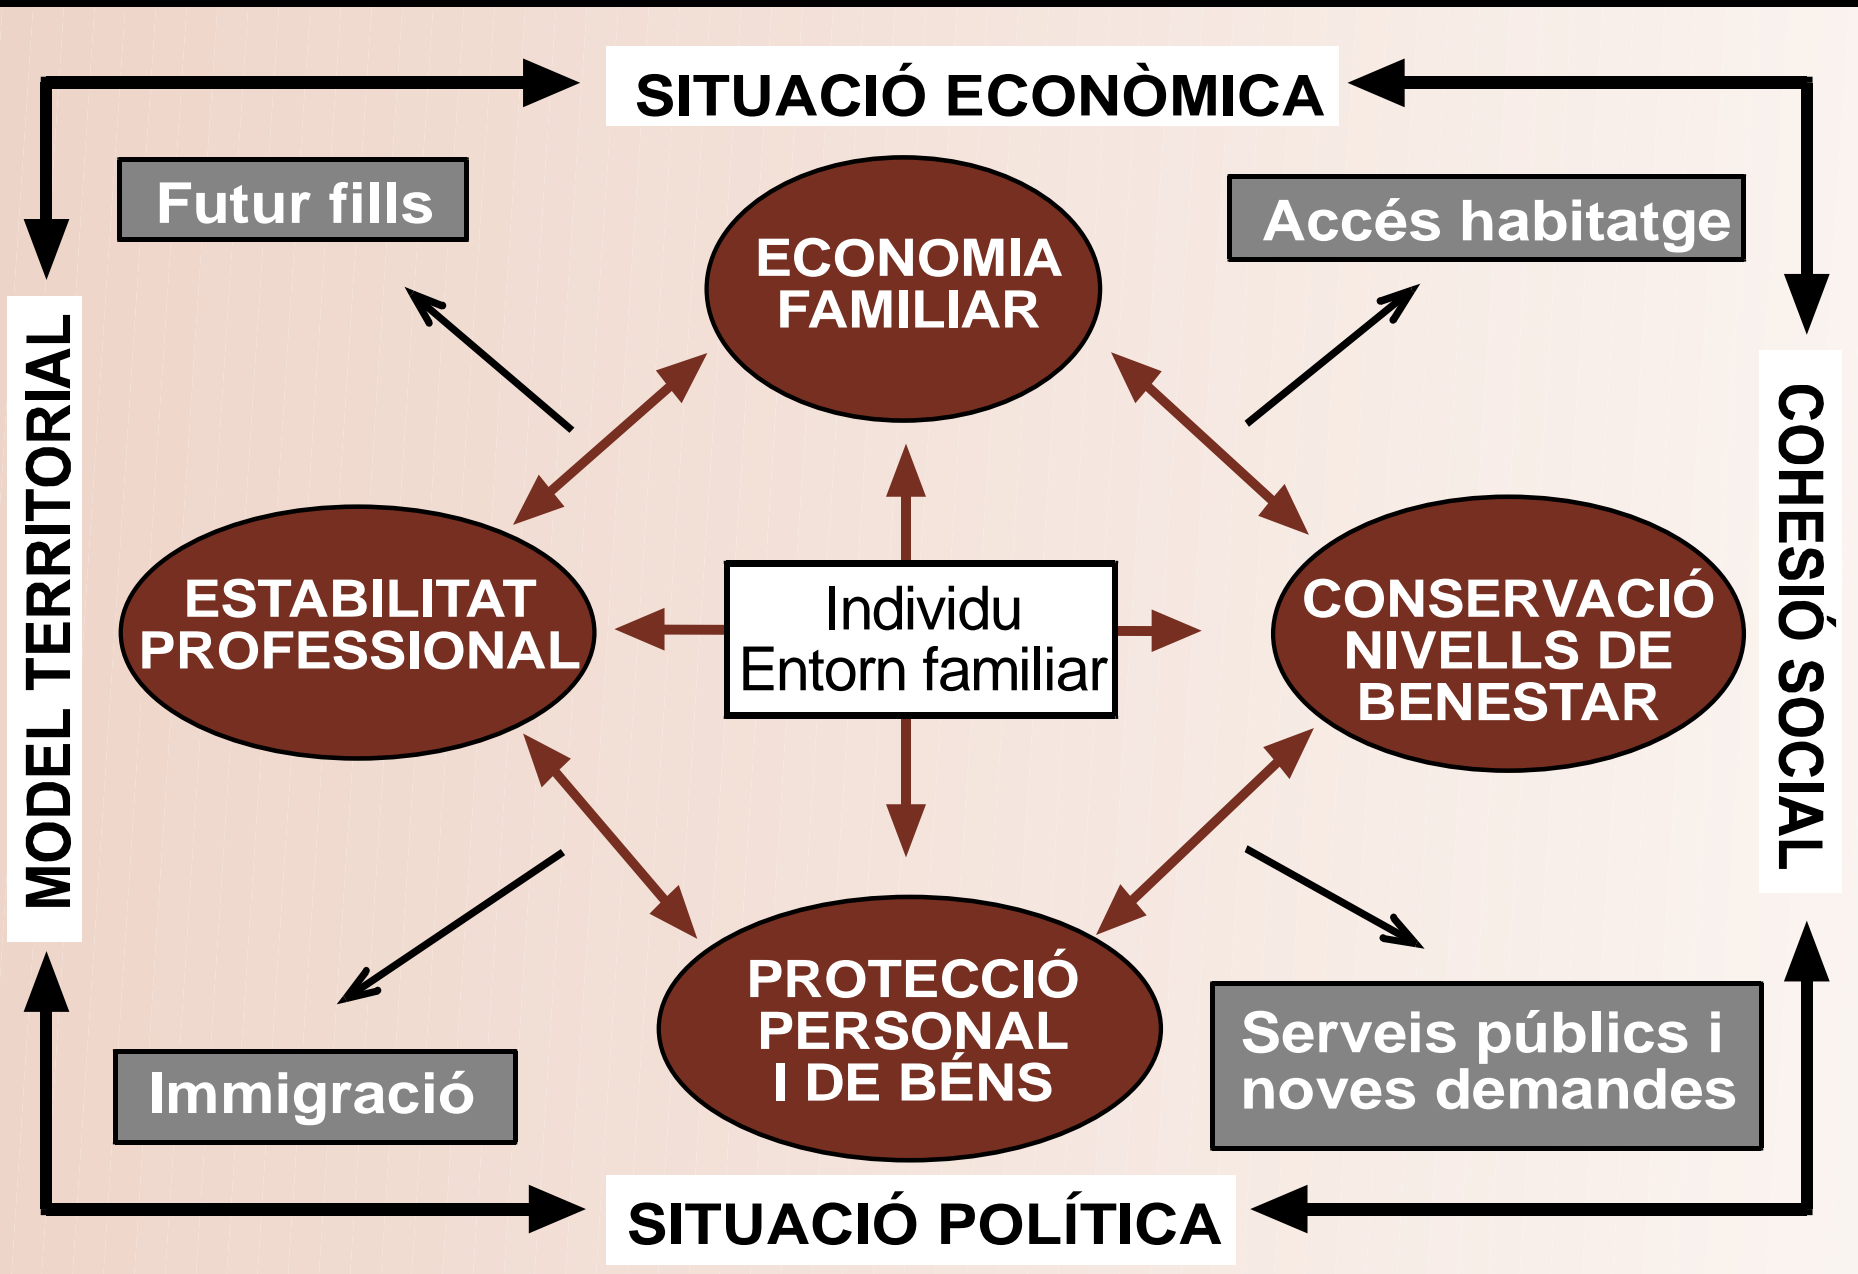 SITUACIÓ ECONÒMICA
Futur fills
Accés habitatge
ECONOMIA
FAMILIAR
MODEL TERRITORIAL
COHESIÓ SOCIAL
ESTABILITAT
PROFESSIONAL
Individu
Entorn familiar
CONSERVACIÓ
NIVELLS DE
BENESTAR
PROTECCIÓ
PERSONAL
I DE BÉNS
Immigració
Serveis públics i
noves demandes
SITUACIÓ POLÍTICA